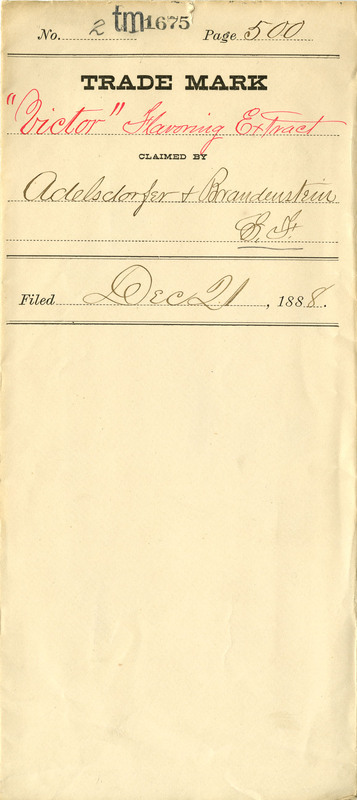 No. 2 tm1675 Page 500
TRADE MARK
"Victor" Flavoring Extract
CLAIMED BY
Adelsdorfer & Brandenstein
S. F.
Filed Dec 21, 1888.